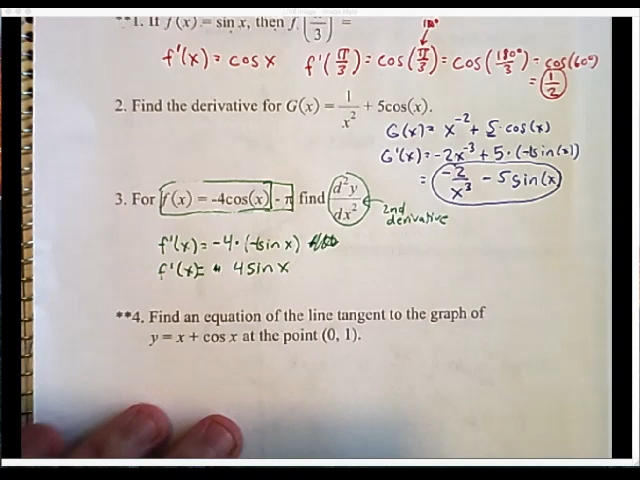 **1. If f(x) = sin x, then f
3
=
180°
f'(x) = cos x f'(π/3) = cos(π/3) = cos(180°/3) = cos(60°)
= 1/2
2. Find the derivative for G(x) = 1/x² + 5cos(x).
G(x) = x⁻² + 5·cos(x)
G'(x) = -2x⁻³ + 5·(-1sin(x))
= -2/x³ - 5sin(x)
3. For f(x) = -4cos(x) - π find d²y/dx²
2nd
derivative
f'(x) = -4·(-1sin x)
f'(x) = 4 sin x
**4. Find an equation of the line tangent to the graph of
y = x + cos x at the point (0, 1).